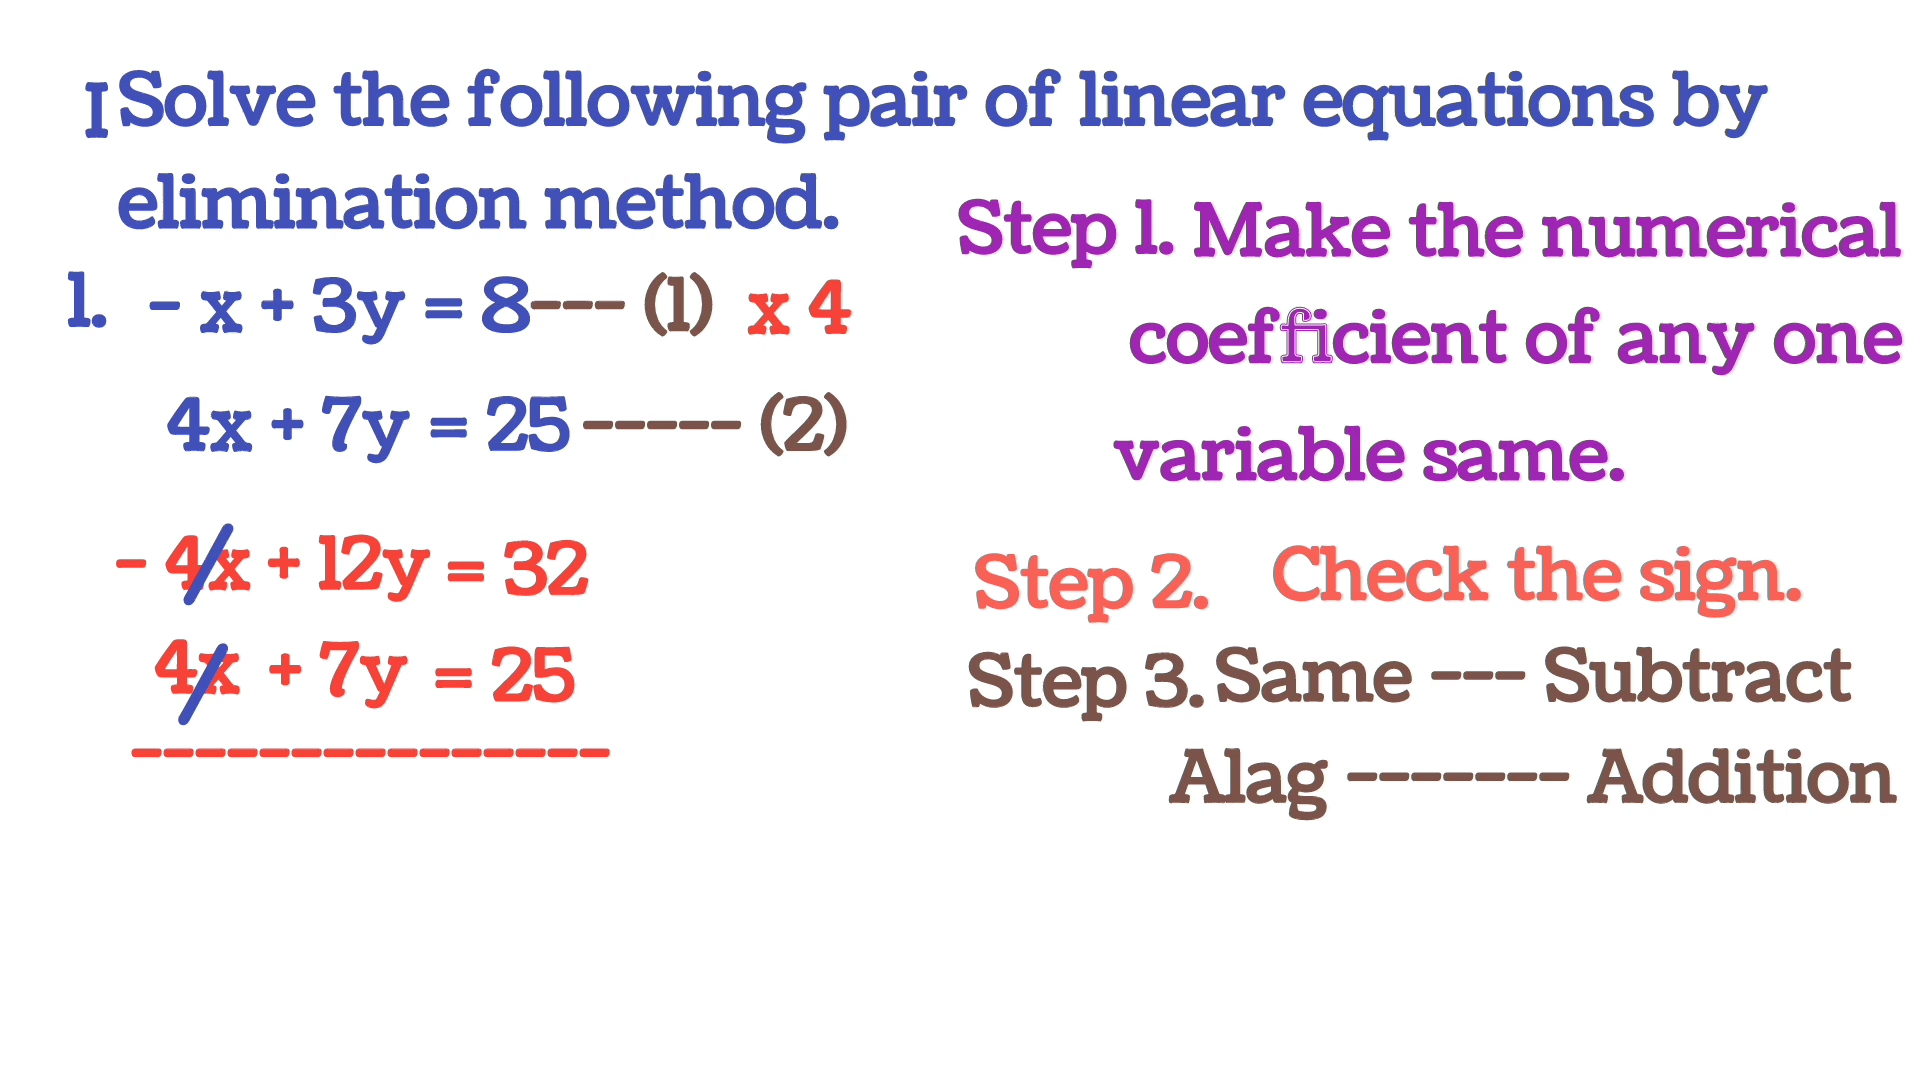 I Solve the following pair of linear equations by
elimination method.
1. - x + 3y = 8--- (1) x 4
4x + 7y = 25 ----- (2)
- 4x + 12y = 32
4x + 7y = 25
---------------
Step 1. Make the numerical
coefficient of any one
variable same.
Step 2. Check the sign.
Step 3. Same --- Subtract
Alag ------- Addition